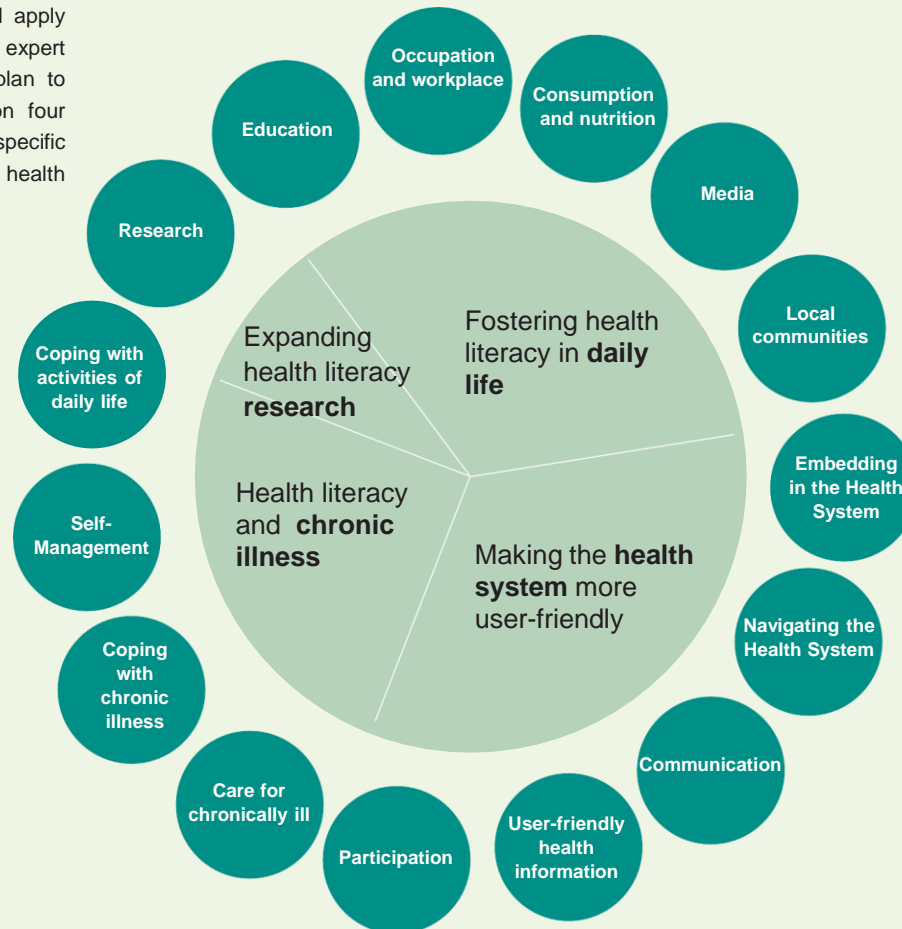 apply
expert
plan to
on four
specific
health
Occupation
and workplace
Consumption
and nutrition
Media
Local
communities
Embedding
in the Health
System
Navigating the
Health System
Communication
User-friendly
health
information
Participation
Care for
chronically ill
Coping
with
chronic
illness
Self-
Management
Coping with
activities of
daily life
Research
Education
Fostering health
literacy in daily
life
Making the health
system more
user-friendly
Health literacy
and chronic
illness
Expanding
health literacy
research